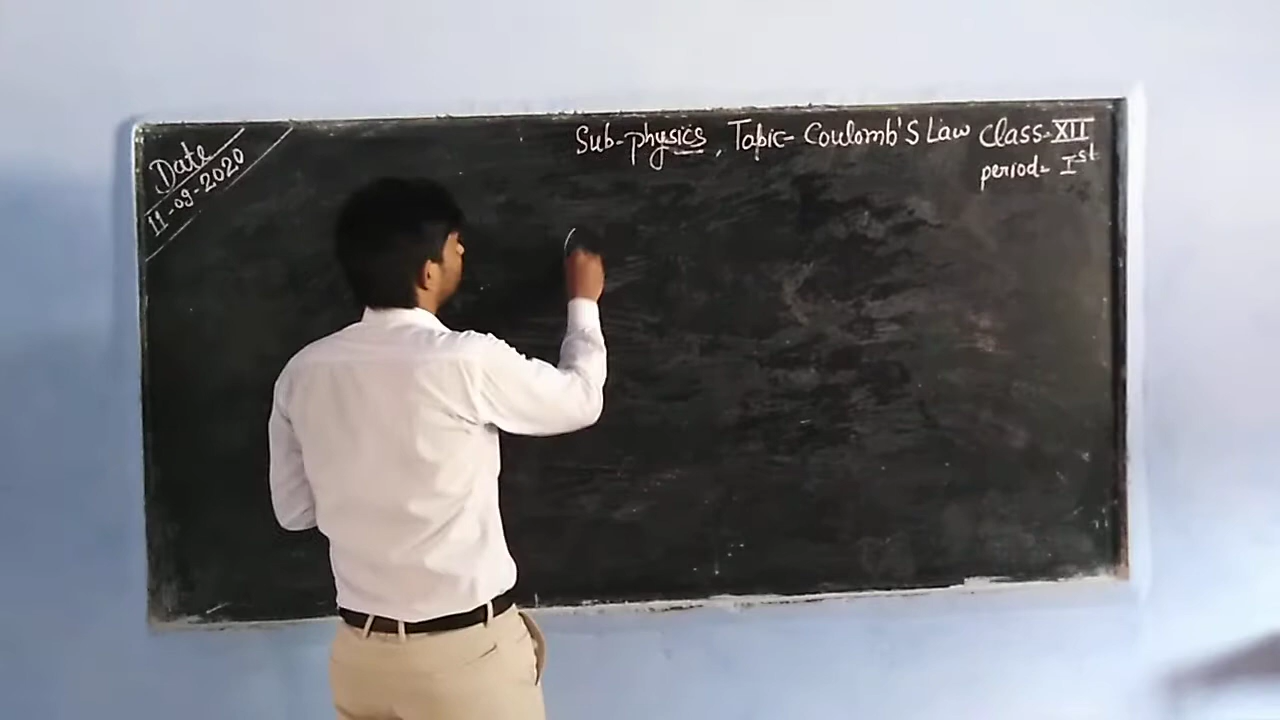 Date
11-09-2020
Sub-physics, Topic- Coulomb'S Law Class-XII
period- Ist